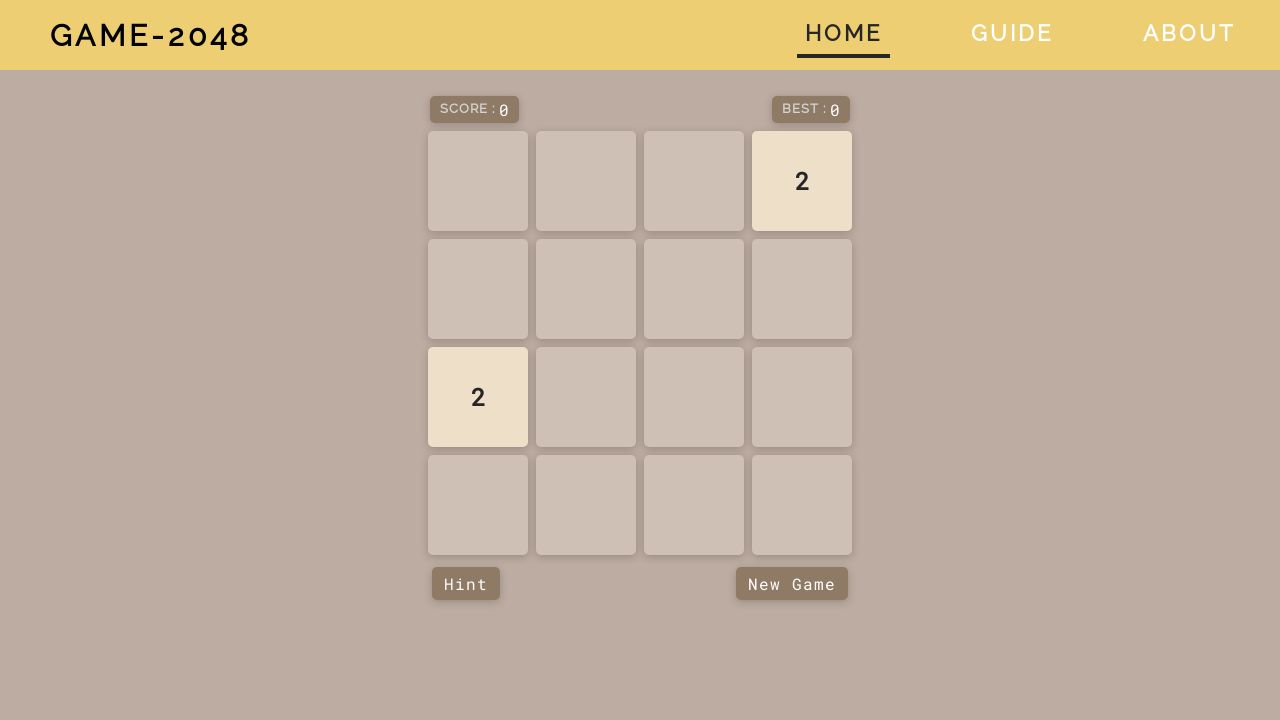 GAME-2048
HOME GUIDE ABOUT
SCORE : 0
BEST : 0
2
2
Hint
New Game